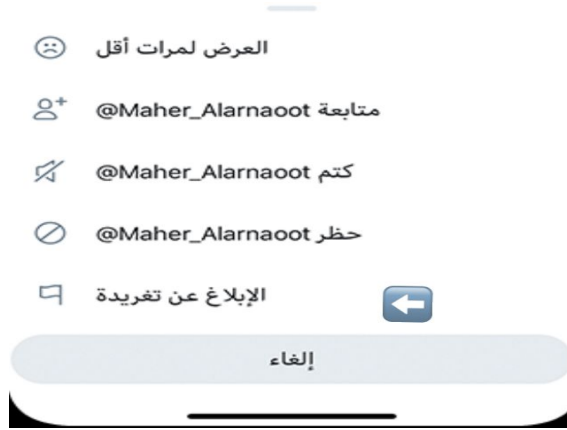 العرض لمرات أقل
متابعة @Maher_Alarnaoot
كتم @Maher_Alarnaoot
حظر @Maher_Alarnaoot
الإبلاغ عن تغريدة
إلغاء